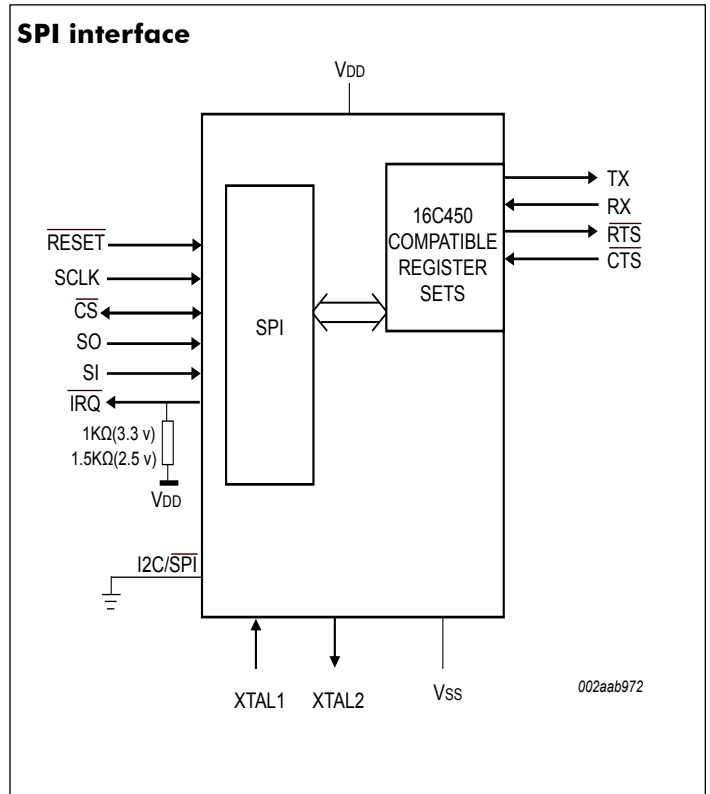 SPI interface
VDD
RESET
SCLK
CS
SO
SI
IRQ
1KΩ(3.3 v)
1.5KΩ(2.5 v)
VDD
I2C/SPI
SPI
16C450
COMPATIBLE
REGISTER
SETS
TX
RX
RTS
CTS
XTAL1
XTAL2
VSS
002aab972